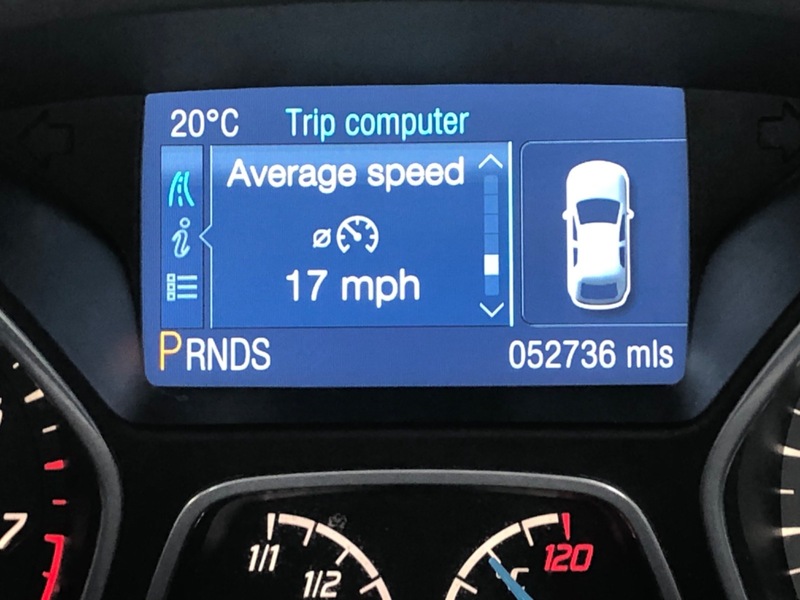 20°C Trip computer
Average speed
ø
17 mph
PRNDS 052736 mls
7
1/1
1/2
°C
120